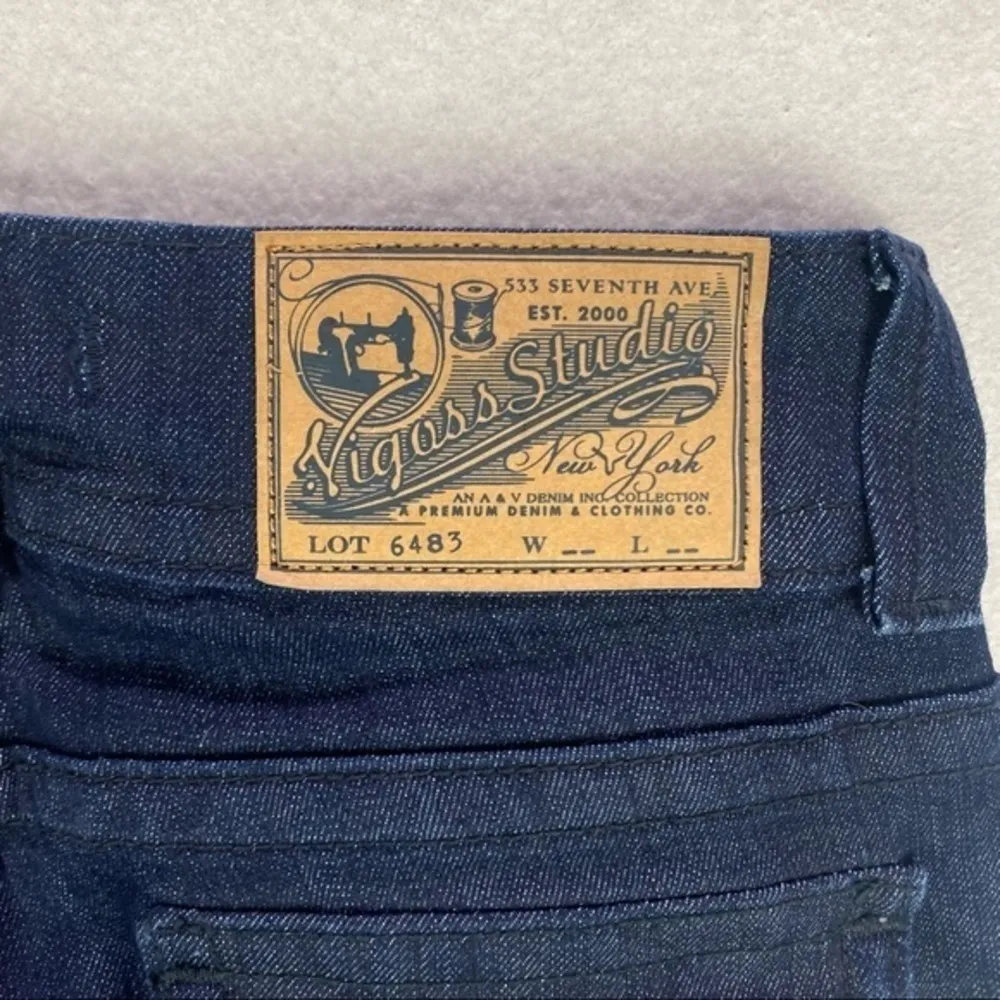 533 SEVENTH AVE
EST. 2000
Vigoss Studio
New York
AN A & V DENIM INC COLLECTION
A PREMIUM DENIM & CLOTHING CO.
LOT 6483 W __ L __